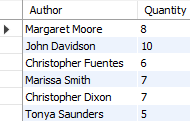 Author Quantity
Margaret Moore 8
John Davidson 10
Christopher Fuentes 6
Marissa Smith 7
Christopher Dixon 7
Tonya Saunders 5